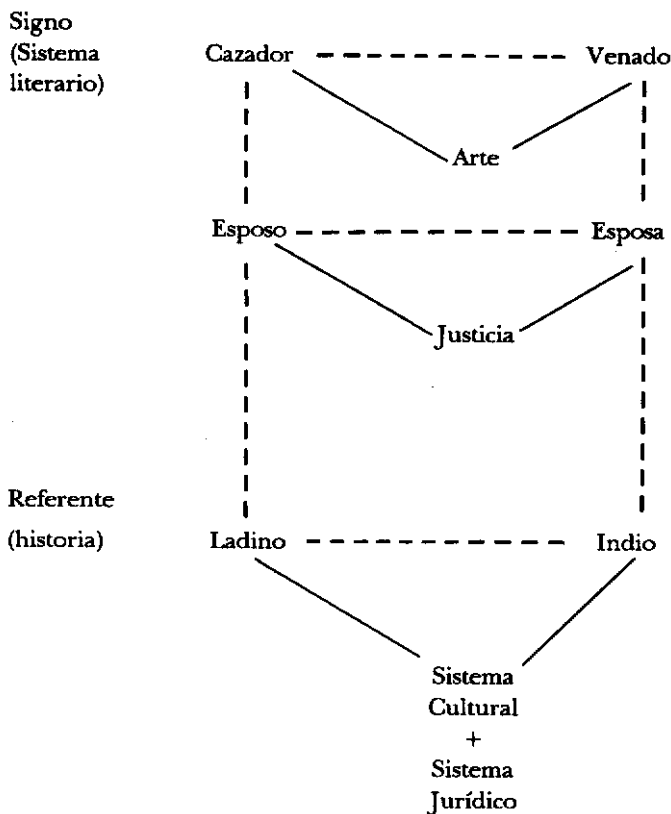 Signo
(Sistema
literario)
Cazador
Venado
Arte
Esposo
Esposa
Justicia
Referente
(historia)
Ladino
Indio
Sistema
Cultural
+
Sistema
Jurídico